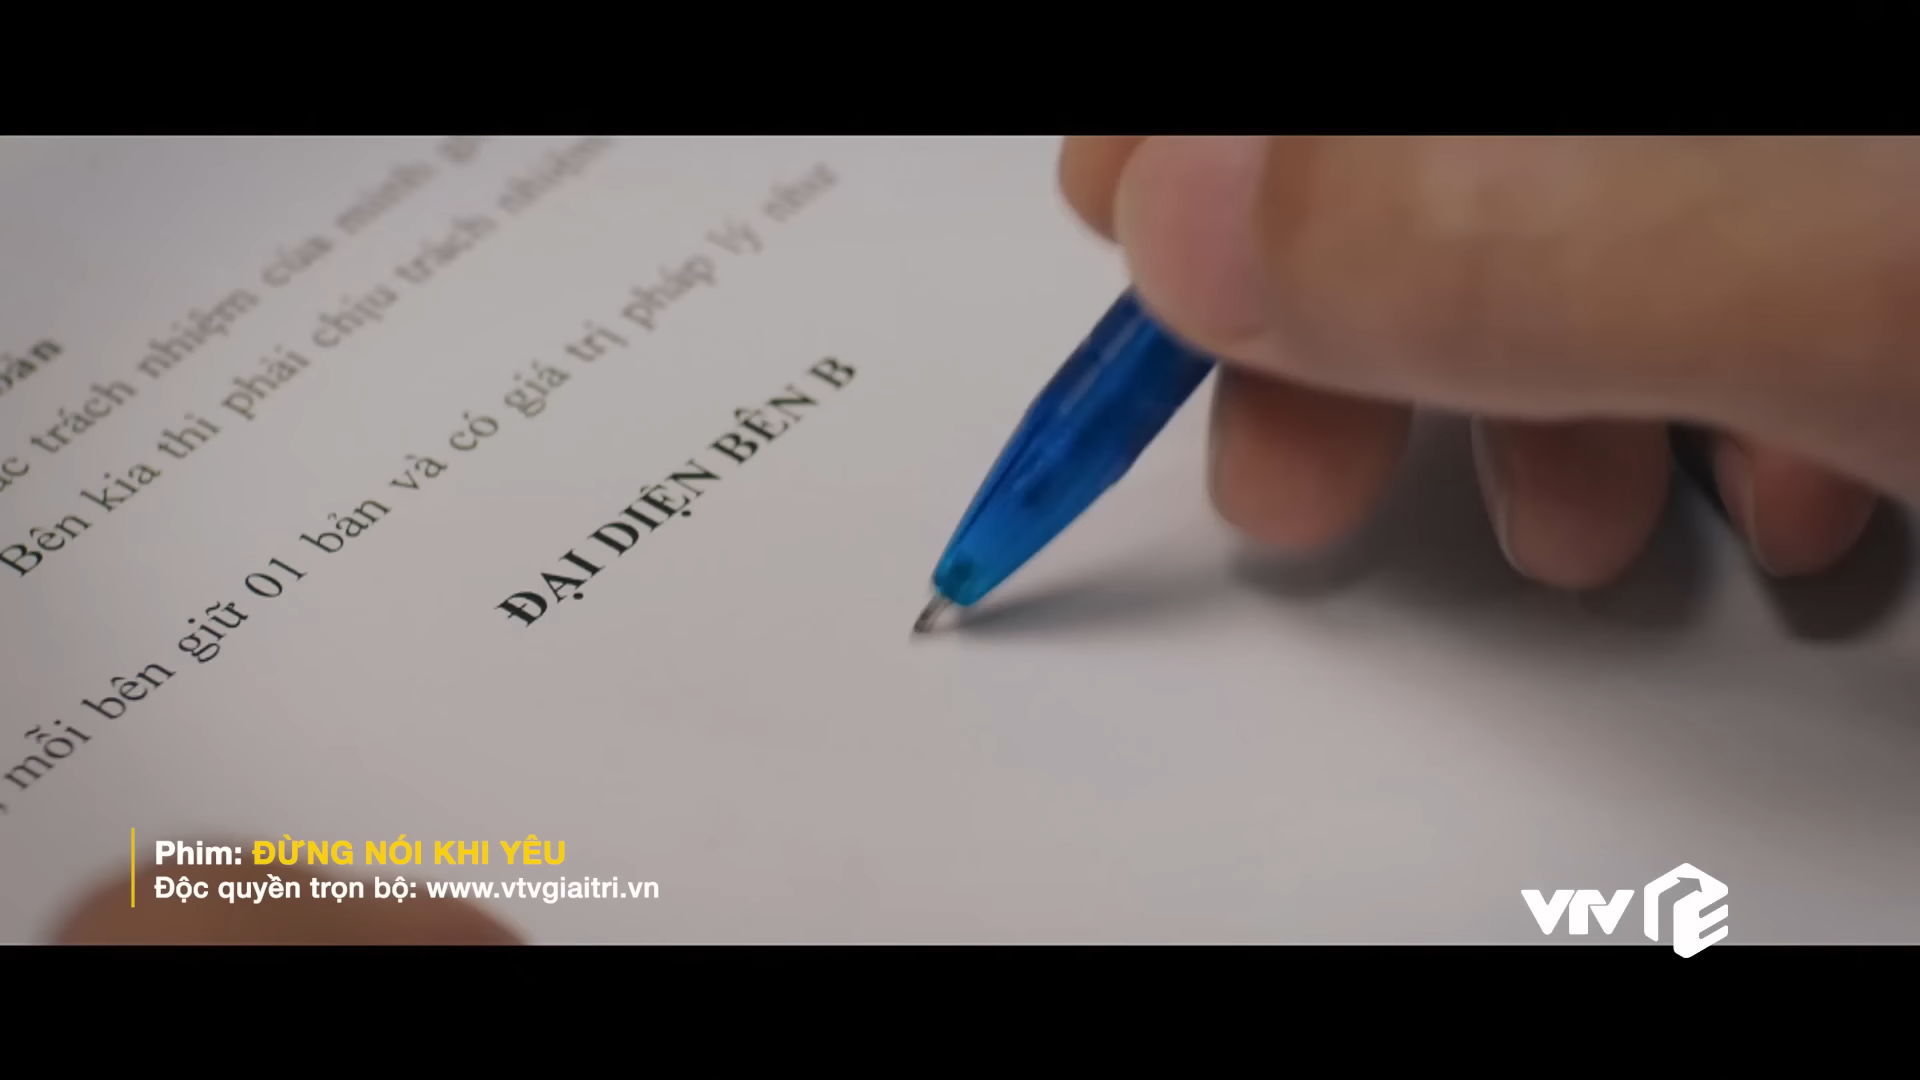 ác trách nhiệm của mình
Bên kia thì phải chịu trách nhiệm
mỗi bên giữ 01 bản và có giá trị pháp lý như
ĐẠI DIỆN BÊN B
Phim: ĐỪNG NÓI KHI YÊU
Độc quyền trọn bộ: www.vtvgiaitri.vn
VTV